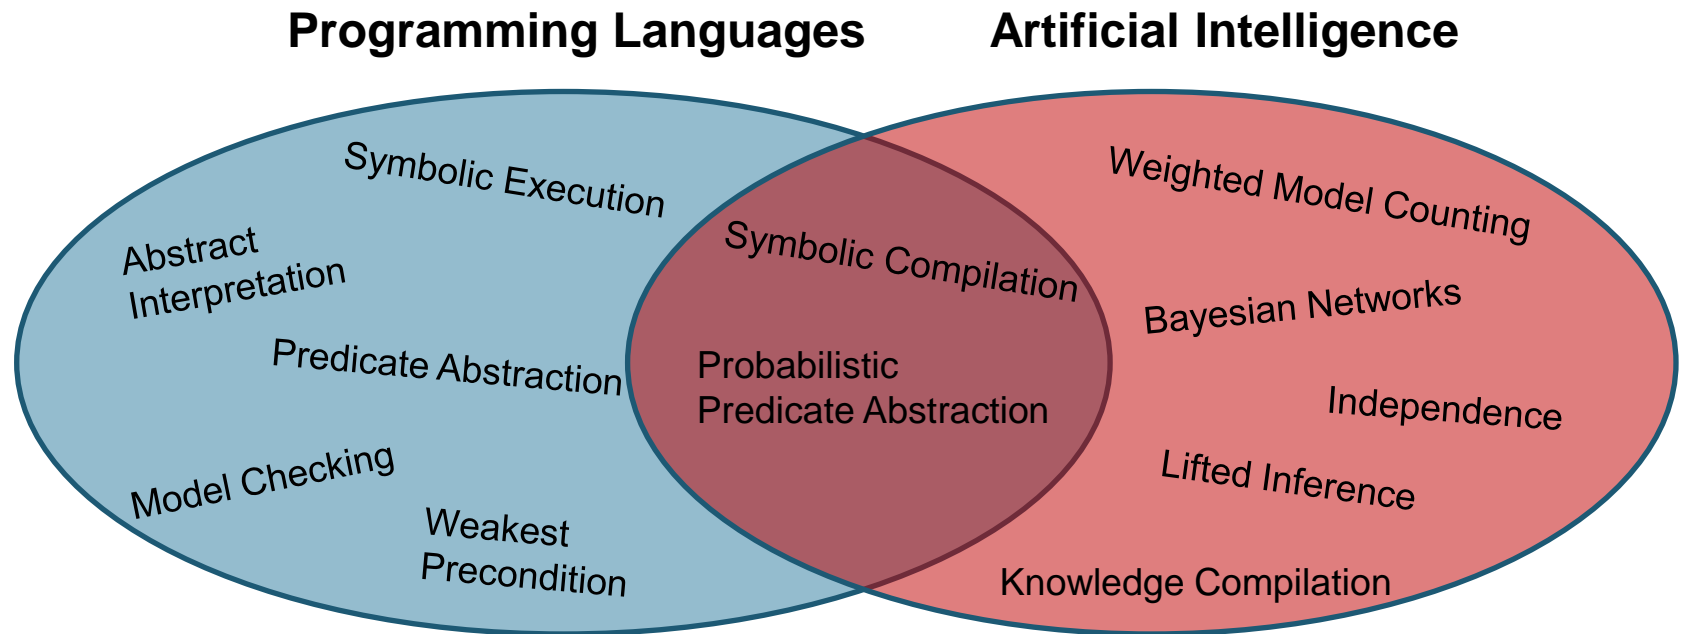 Programming Languages
Artificial Intelligence
Symbolic Execution
Abstract
Interpretation
Predicate Abstraction
Model Checking
Weakest
Precondition
Symbolic Compilation
Probabilistic
Predicate Abstraction
Weighted Model Counting
Bayesian Networks
Independence
Lifted Inference
Knowledge Compilation